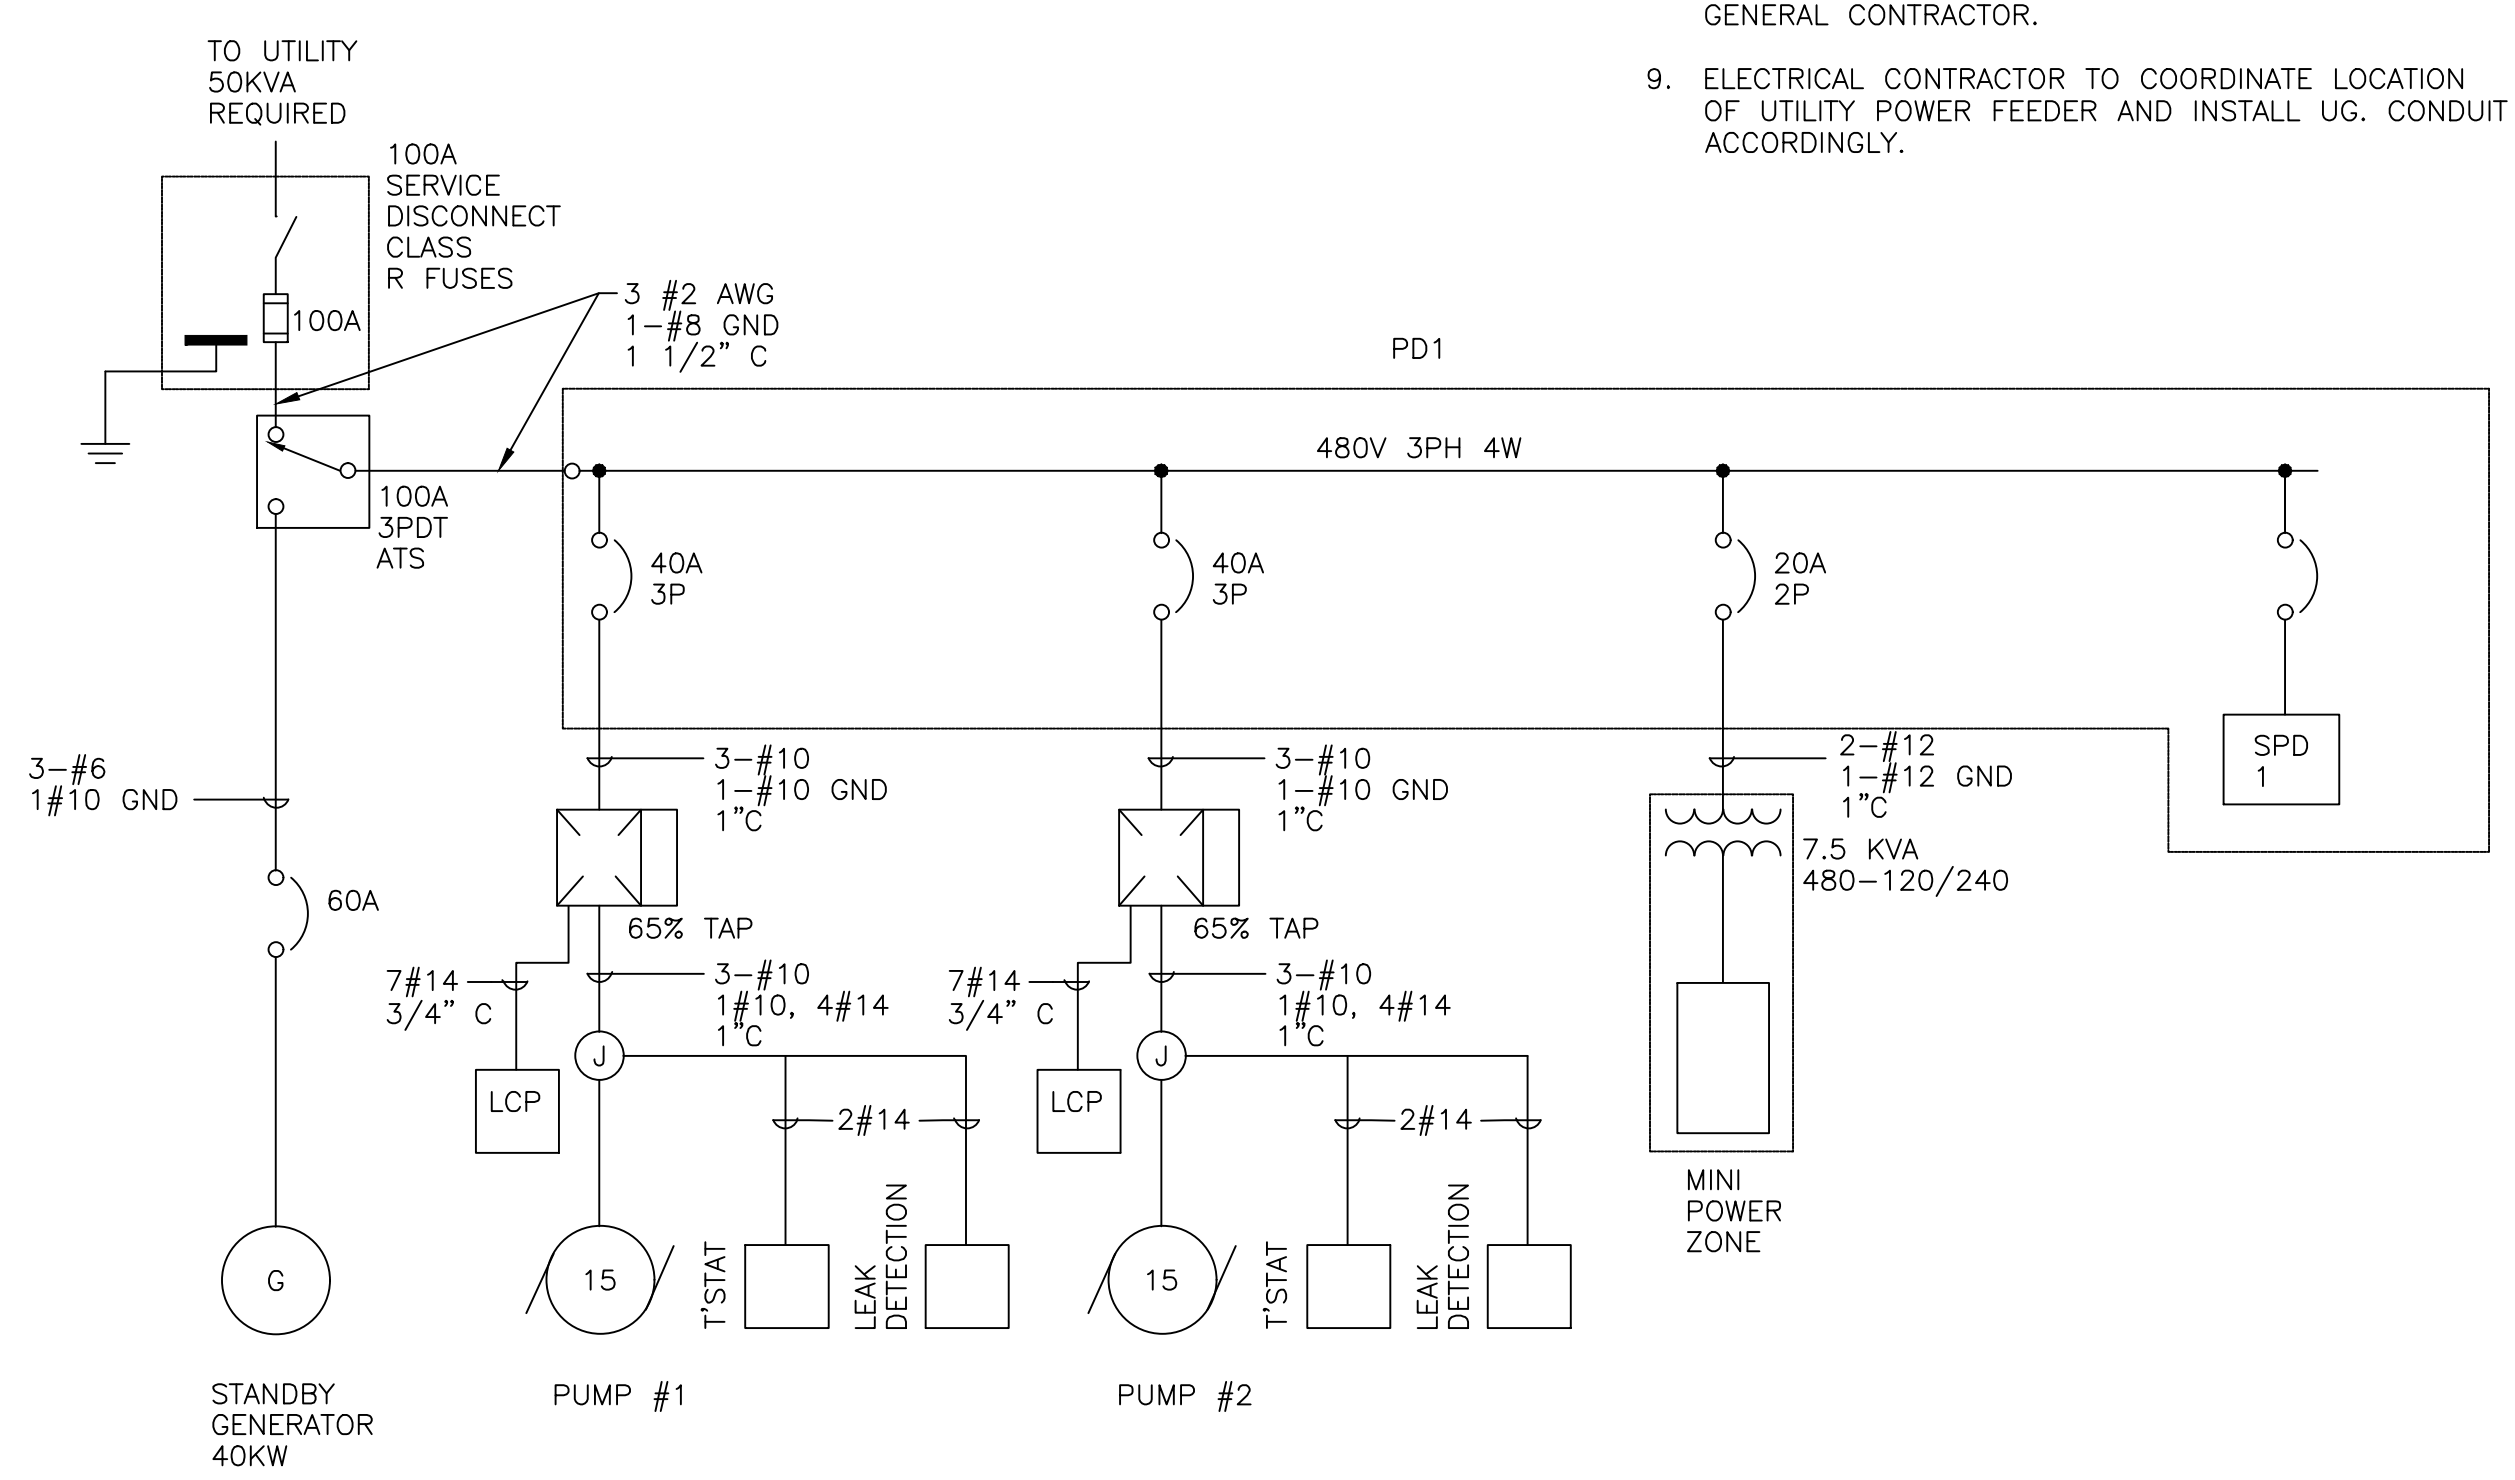 GENERAL CONTRACTOR.
9. ELECTRICAL CONTRACTOR TO COORDINATE LOCATION
OF UTILITY POWER FEEDER AND INSTALL UG. CONDUIT
ACCORDINGLY.
TO UTILITY
50KVA
REQUIRED
100A
SERVICE
DISCONNECT
CLASS
R FUSES
100A
3 #2 AWG
1-#8 GND
1 1/2" C
PD1
480V 3PH 4W
100A
3PDT
ATS
40A
3P
40A
3P
20A
2P
SPD
1
3-#6
1#10 GND
3-#10
1-#10 GND
1"C
3-#10
1-#10 GND
1"C
2-#12
1-#12 GND
1"C
7.5 KVA
480-120/240
60A
65% TAP
65% TAP
7#14
3/4" C
3-#10
1#10, 4#14
1"C
7#14
3/4" C
3-#10
1#10, 4#14
1"C
J
J
LCP
LCP
2#14
2#14
MINI
POWER
ZONE
G
15
T'STAT
LEAK
DETECTION
15
T'STAT
LEAK
DETECTION
STANDBY
GENERATOR
40KW
PUMP #1
PUMP #2